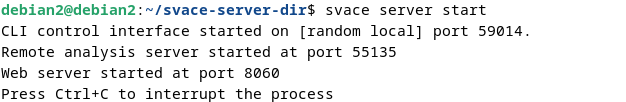 debian2@debian2:~/svace-server-dir$ svace server start
CLI control interface started on [random local] port 59014.
Remote analysis server started at port 55135
Web server started at port 8060
Press Ctrl+C to interrupt the process